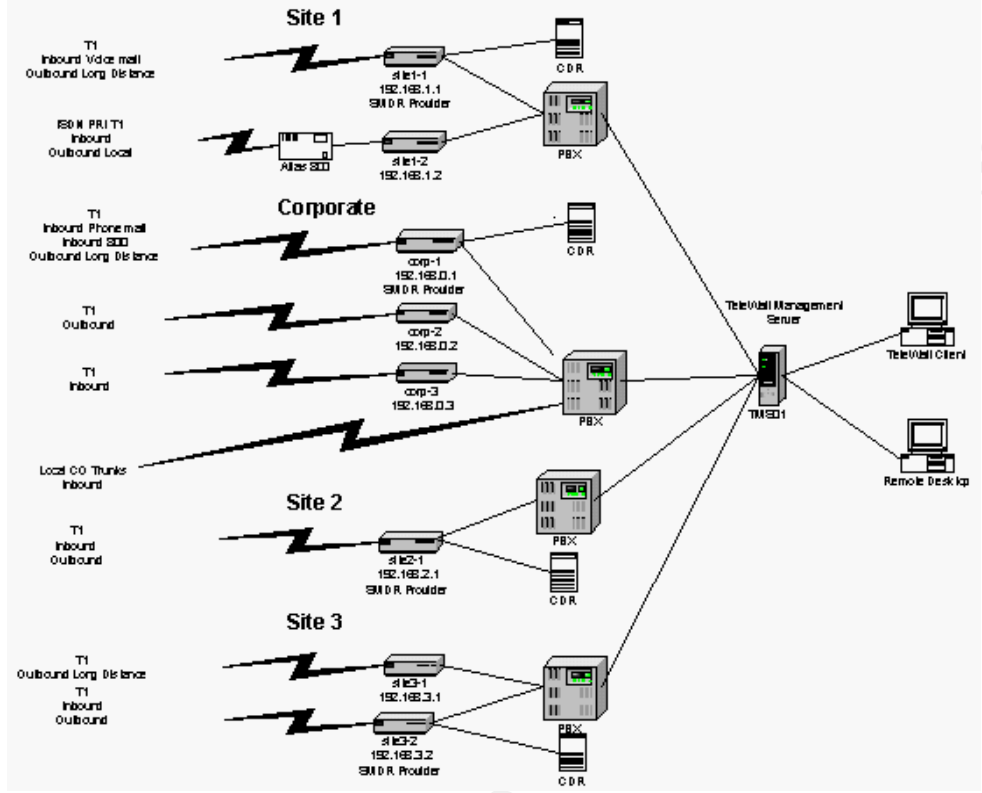 Site 1
T1
Inbound Voice mail
Outbound Long Distance
site1-1
192.168.1.1
SMDR Provider
CDR
ISDN PRI T1
Inbound
Outbound Local
Atlas 800
site1-2
192.168.1.2
PBX
Corporate
T1
Inbound Phone mail
Inbound 800
Outbound Long Distance
corp-1
192.168.0.1
SMDR Provider
CDR
T1
Outbound
corp-2
192.168.0.2
T1
Inbound
corp-3
192.168.0.3
PBX
TeleWall Management
Server
TMS01
TeleWall Client
Remote Desktop
Local CO Trunks
Inbound
Site 2
T1
Inbound
Outbound
site2-1
192.168.2.1
SMDR Provider
PBX
CDR
Site 3
T1
Outbound Long Distance
T1
Inbound
Outbound
site3-1
192.168.3.1
site3-2
192.168.3.2
SMDR Provider
PBX
CDR